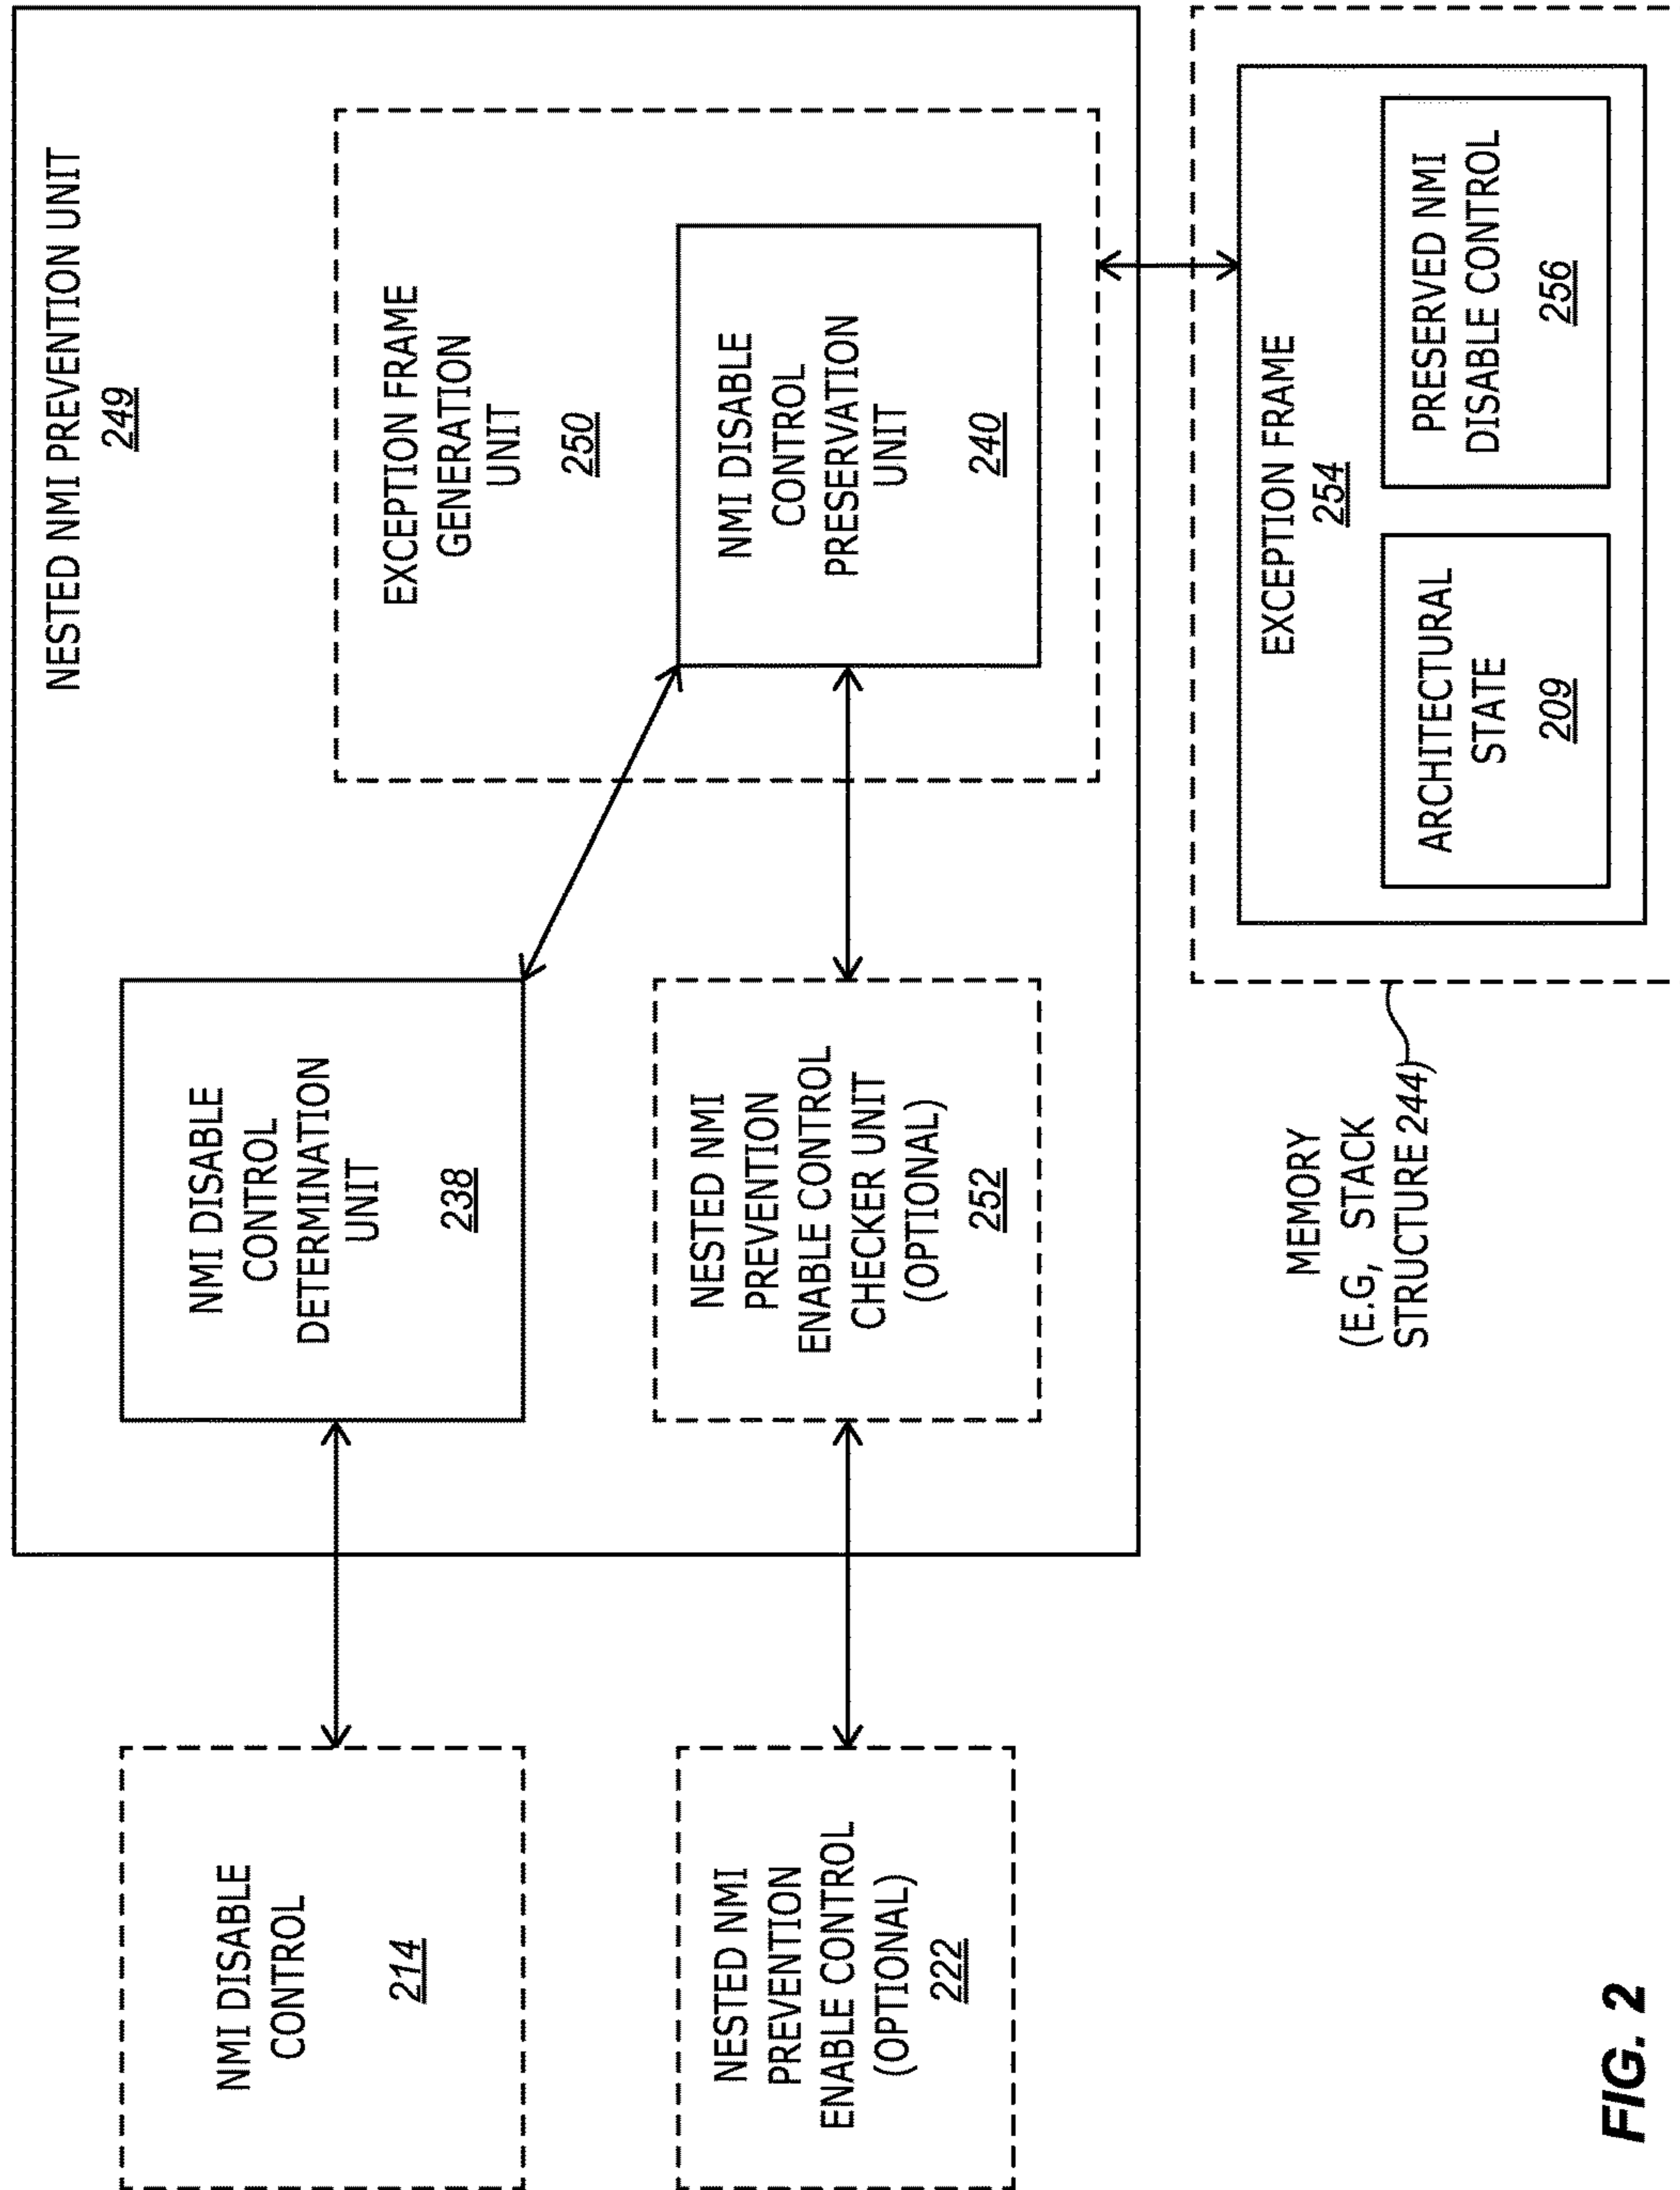 NESTED NMI PREVENTION UNIT
249
NMI DISABLE
CONTROL
214
NMI DISABLE
CONTROL
DETERMINATION
UNIT
238
EXCEPTION FRAME
GENERATION
UNIT
250
NMI DISABLE
CONTROL
PRESERVATION
UNIT
240
NESTED NMI
PREVENTION
ENABLE CONTROL
(OPTIONAL)
222
NESTED NMI
PREVENTION
ENABLE CONTROL
CHECKER UNIT
(OPTIONAL)
252
MEMORY
(E.G, STACK
STRUCTURE 244)
EXCEPTION FRAME
254
ARCHITECTURAL
STATE
209
PRESERVED NMI
DISABLE CONTROL
256
FIG. 2